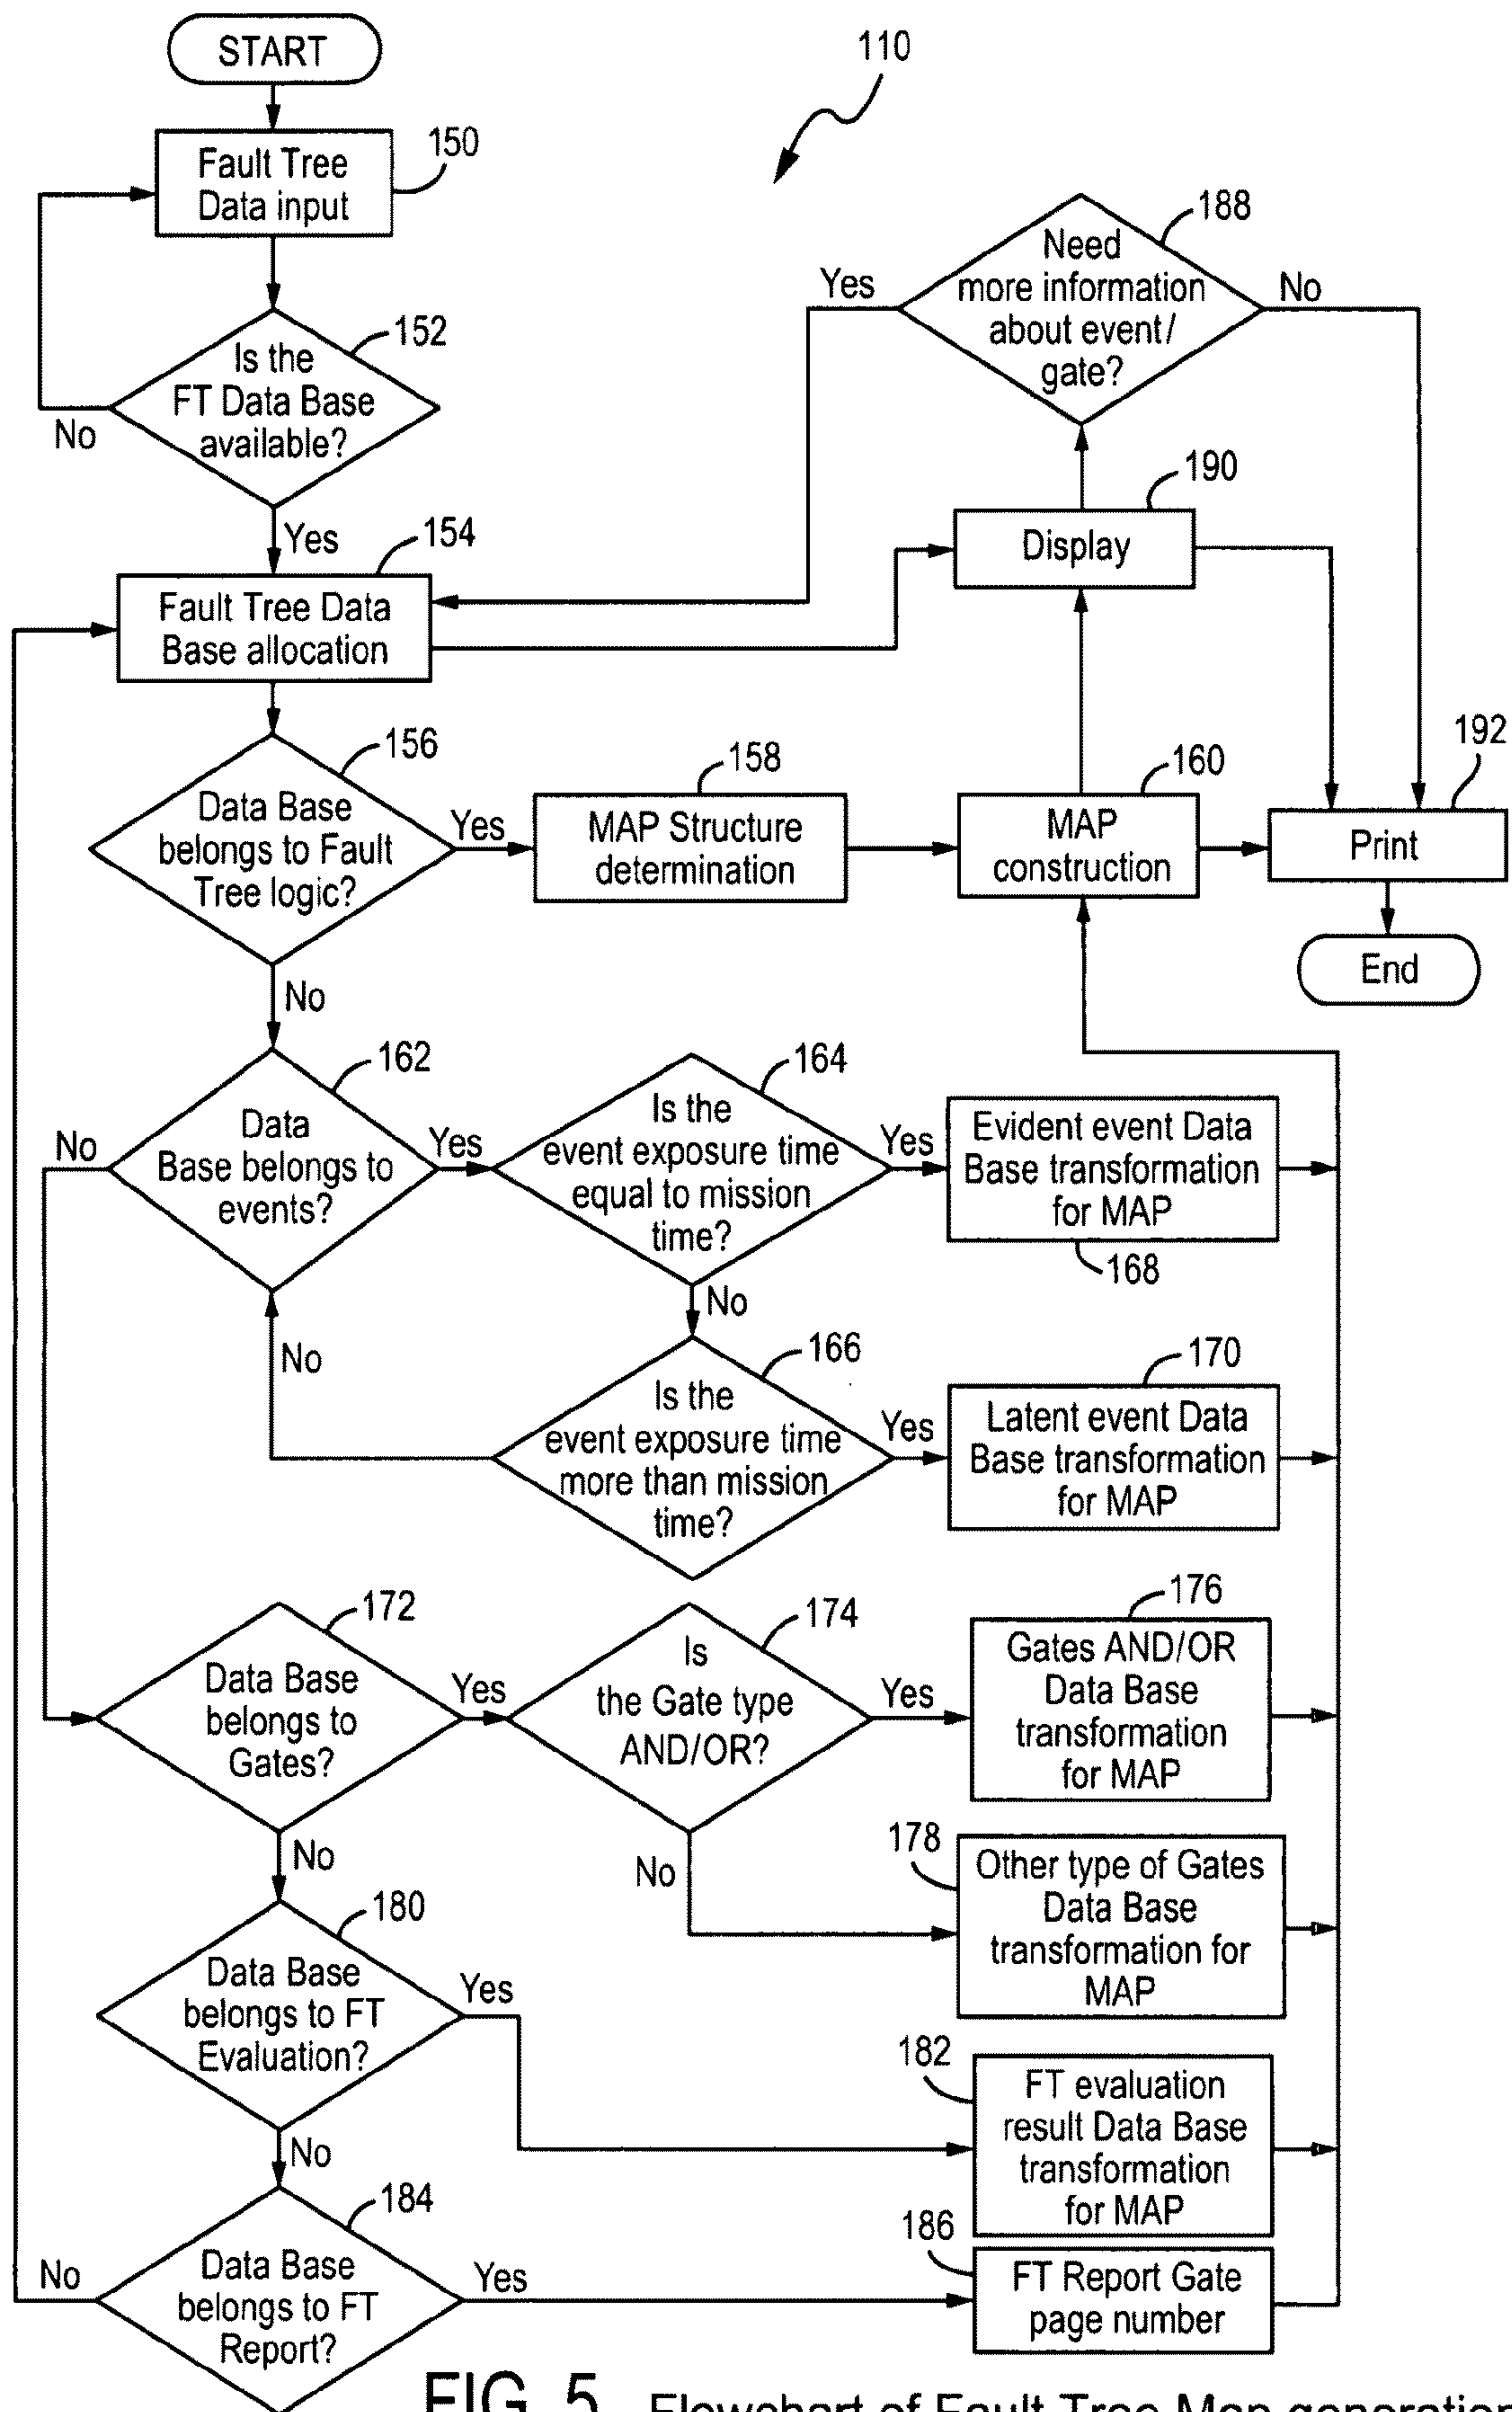 START
110
Fault Tree
Data input
150
188
Need
more information
about event/
gate?
Yes
No
152
Is the
FT Data Base
available?
No
Yes
190
Display
154
Fault Tree Data
Base allocation
156
Data Base
belongs to Fault
Tree logic?
Yes
158
MAP Structure
determination
160
MAP
construction
192
Print
End
No
162
Data
Base belongs to
events?
No
Yes
164
Is the
event exposure time
equal to mission
time?
Yes
Evident event Data
Base transformation
for MAP
168
No
No
166
Is the
event exposure time
more than mission
time?
Yes
170
Latent event Data
Base transformation
for MAP
172
Data Base
belongs to
Gates?
Yes
174
Is
the Gate type
AND/OR?
Yes
176
Gates AND/OR
Data Base
transformation
for MAP
No
No
178
Other type of Gates
Data Base
transformation for
MAP
180
Data Base
belongs to FT
Evaluation?
Yes
182
FT evaluation
result Data Base
transformation
for MAP
No
184
Data Base
belongs to FT
Report?
No
Yes
186
FT Report Gate
page number
FIG. 5 Flowchart of Fault Tree Map generation